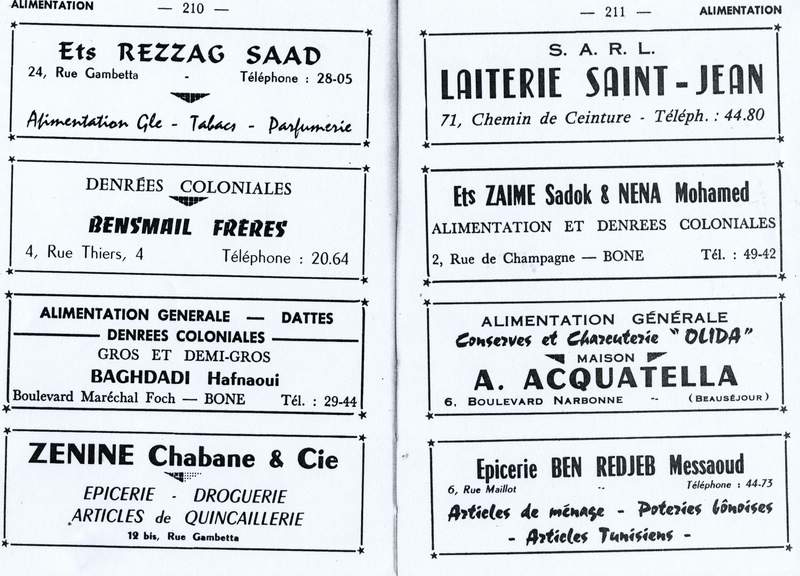 ALIMENTATION — 210 —
Ets REZZAG SAAD
24, Rue Gambetta - Téléphone : 28-05
Alimentation Gle - Tabacs - Parfumerie
DENRÉES COLONIALES
BENSMAIL FRÈRES
4, Rue Thiers, 4 Téléphone : 20.64
ALIMENTATION GENERALE — DATTES
DENREES COLONIALES
GROS ET DEMI-GROS
BAGHDADI Hafnaoui
Boulevard Maréchal Foch — BONE Tél. : 29-44
ZENINE Chabane & Cie
EPICERIE - DROGUERIE
ARTICLES de QUINCAILLERIE
12 bis, Rue Gambetta
— 211 — ALIMENTATION
S. A. R. L.
LAITERIE SAINT-JEAN
71, Chemin de Ceinture - Téléph. : 44.80
Ets ZAIME Sadok & NENA Mohamed
ALIMENTATION ET DENREES COLONIALES
2, Rue de Champagne — BONE Tél. : 49-42
ALIMENTATION GÉNÉRALE
Conserves et Charcuterie "OLIDA"
MAISON
A. ACQUATELLA
6, BOULEVARD NARBONNE -- (BEAUSÉJOUR)
Epicerie BEN REDJEB Messaoud
6, Rue Maillot -- Téléphone : 44-73
Articles de ménage - Poteries bônoises
- Articles Tunisiens -